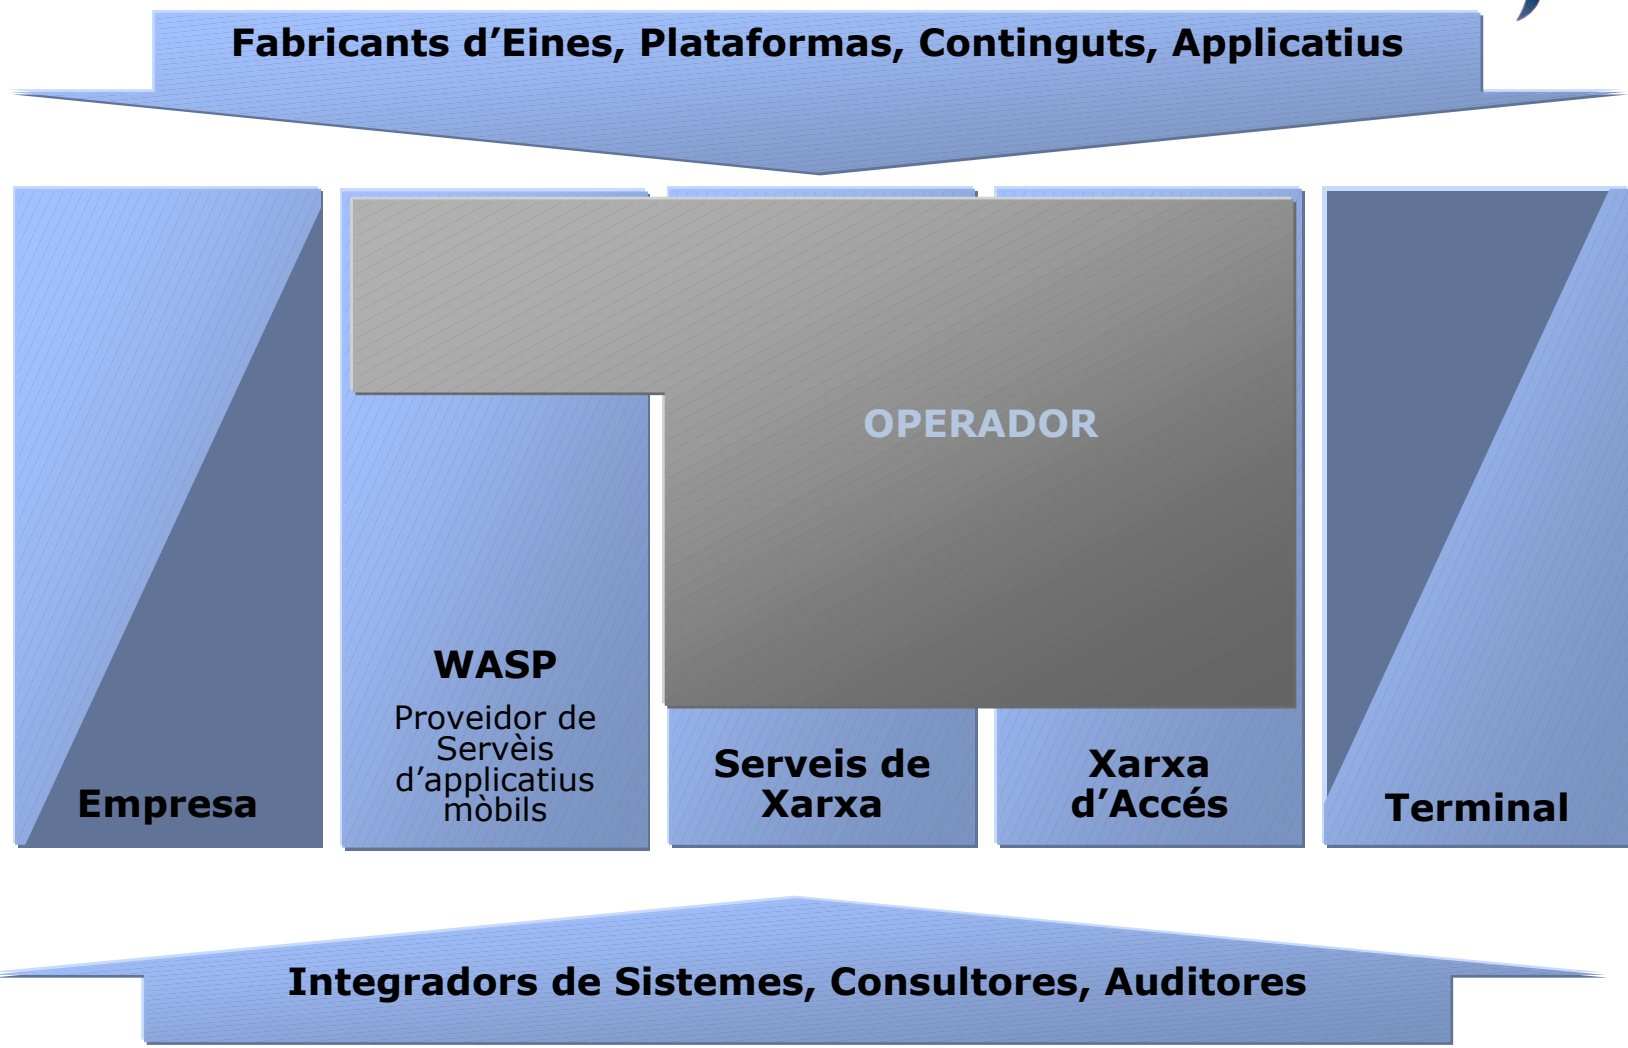 Fabricants d’Eines, Plataformas, Continguts, Applicatius
OPERADOR
Empresa
WASP
Proveidor de
Servèis
d’applicatius
mòbils
Serveis de
Xarxa
Xarxa
d’Accés
Terminal
Integradors de Sistemes, Consultores, Auditores